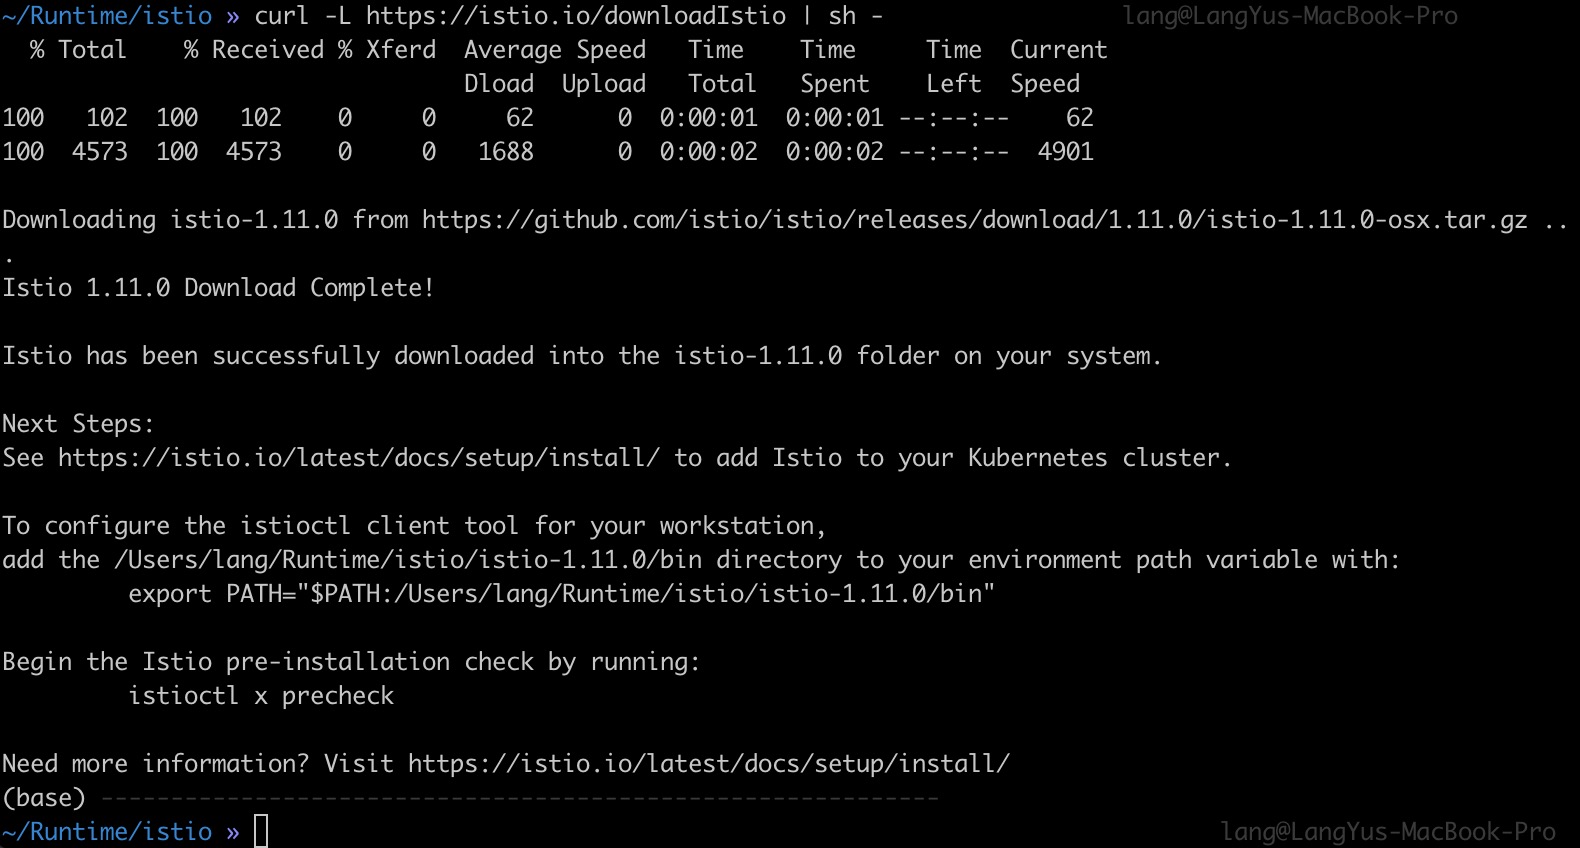 ~/Runtime/istio » curl -L https://istio.io/downloadIstio | sh - lang@LangYus-MacBook-Pro
  % Total    % Received % Xferd  Average Speed   Time    Time     Time  Current
                                 Dload  Upload   Total   Spent    Left  Speed
100   102  100   102    0     0     62      0  0:00:01  0:00:01 --:--:--    62
100  4573  100  4573    0     0   1688      0  0:00:02  0:00:02 --:--:--  4901
Downloading istio-1.11.0 from https://github.com/istio/istio/releases/download/1.11.0/istio-1.11.0-osx.tar.gz ..
.
Istio 1.11.0 Download Complete!
Istio has been successfully downloaded into the istio-1.11.0 folder on your system.
Next Steps:
See https://istio.io/latest/docs/setup/install/ to add Istio to your Kubernetes cluster.
To configure the istioctl client tool for your workstation,
add the /Users/lang/Runtime/istio/istio-1.11.0/bin directory to your environment path variable with:
         export PATH="$PATH:/Users/lang/Runtime/istio/istio-1.11.0/bin"
Begin the Istio pre-installation check by running:
         istioctl x precheck
Need more information? Visit https://istio.io/latest/docs/setup/install/
(base) ------------------------------------------------------------
~/Runtime/istio » lang@LangYus-MacBook-Pro